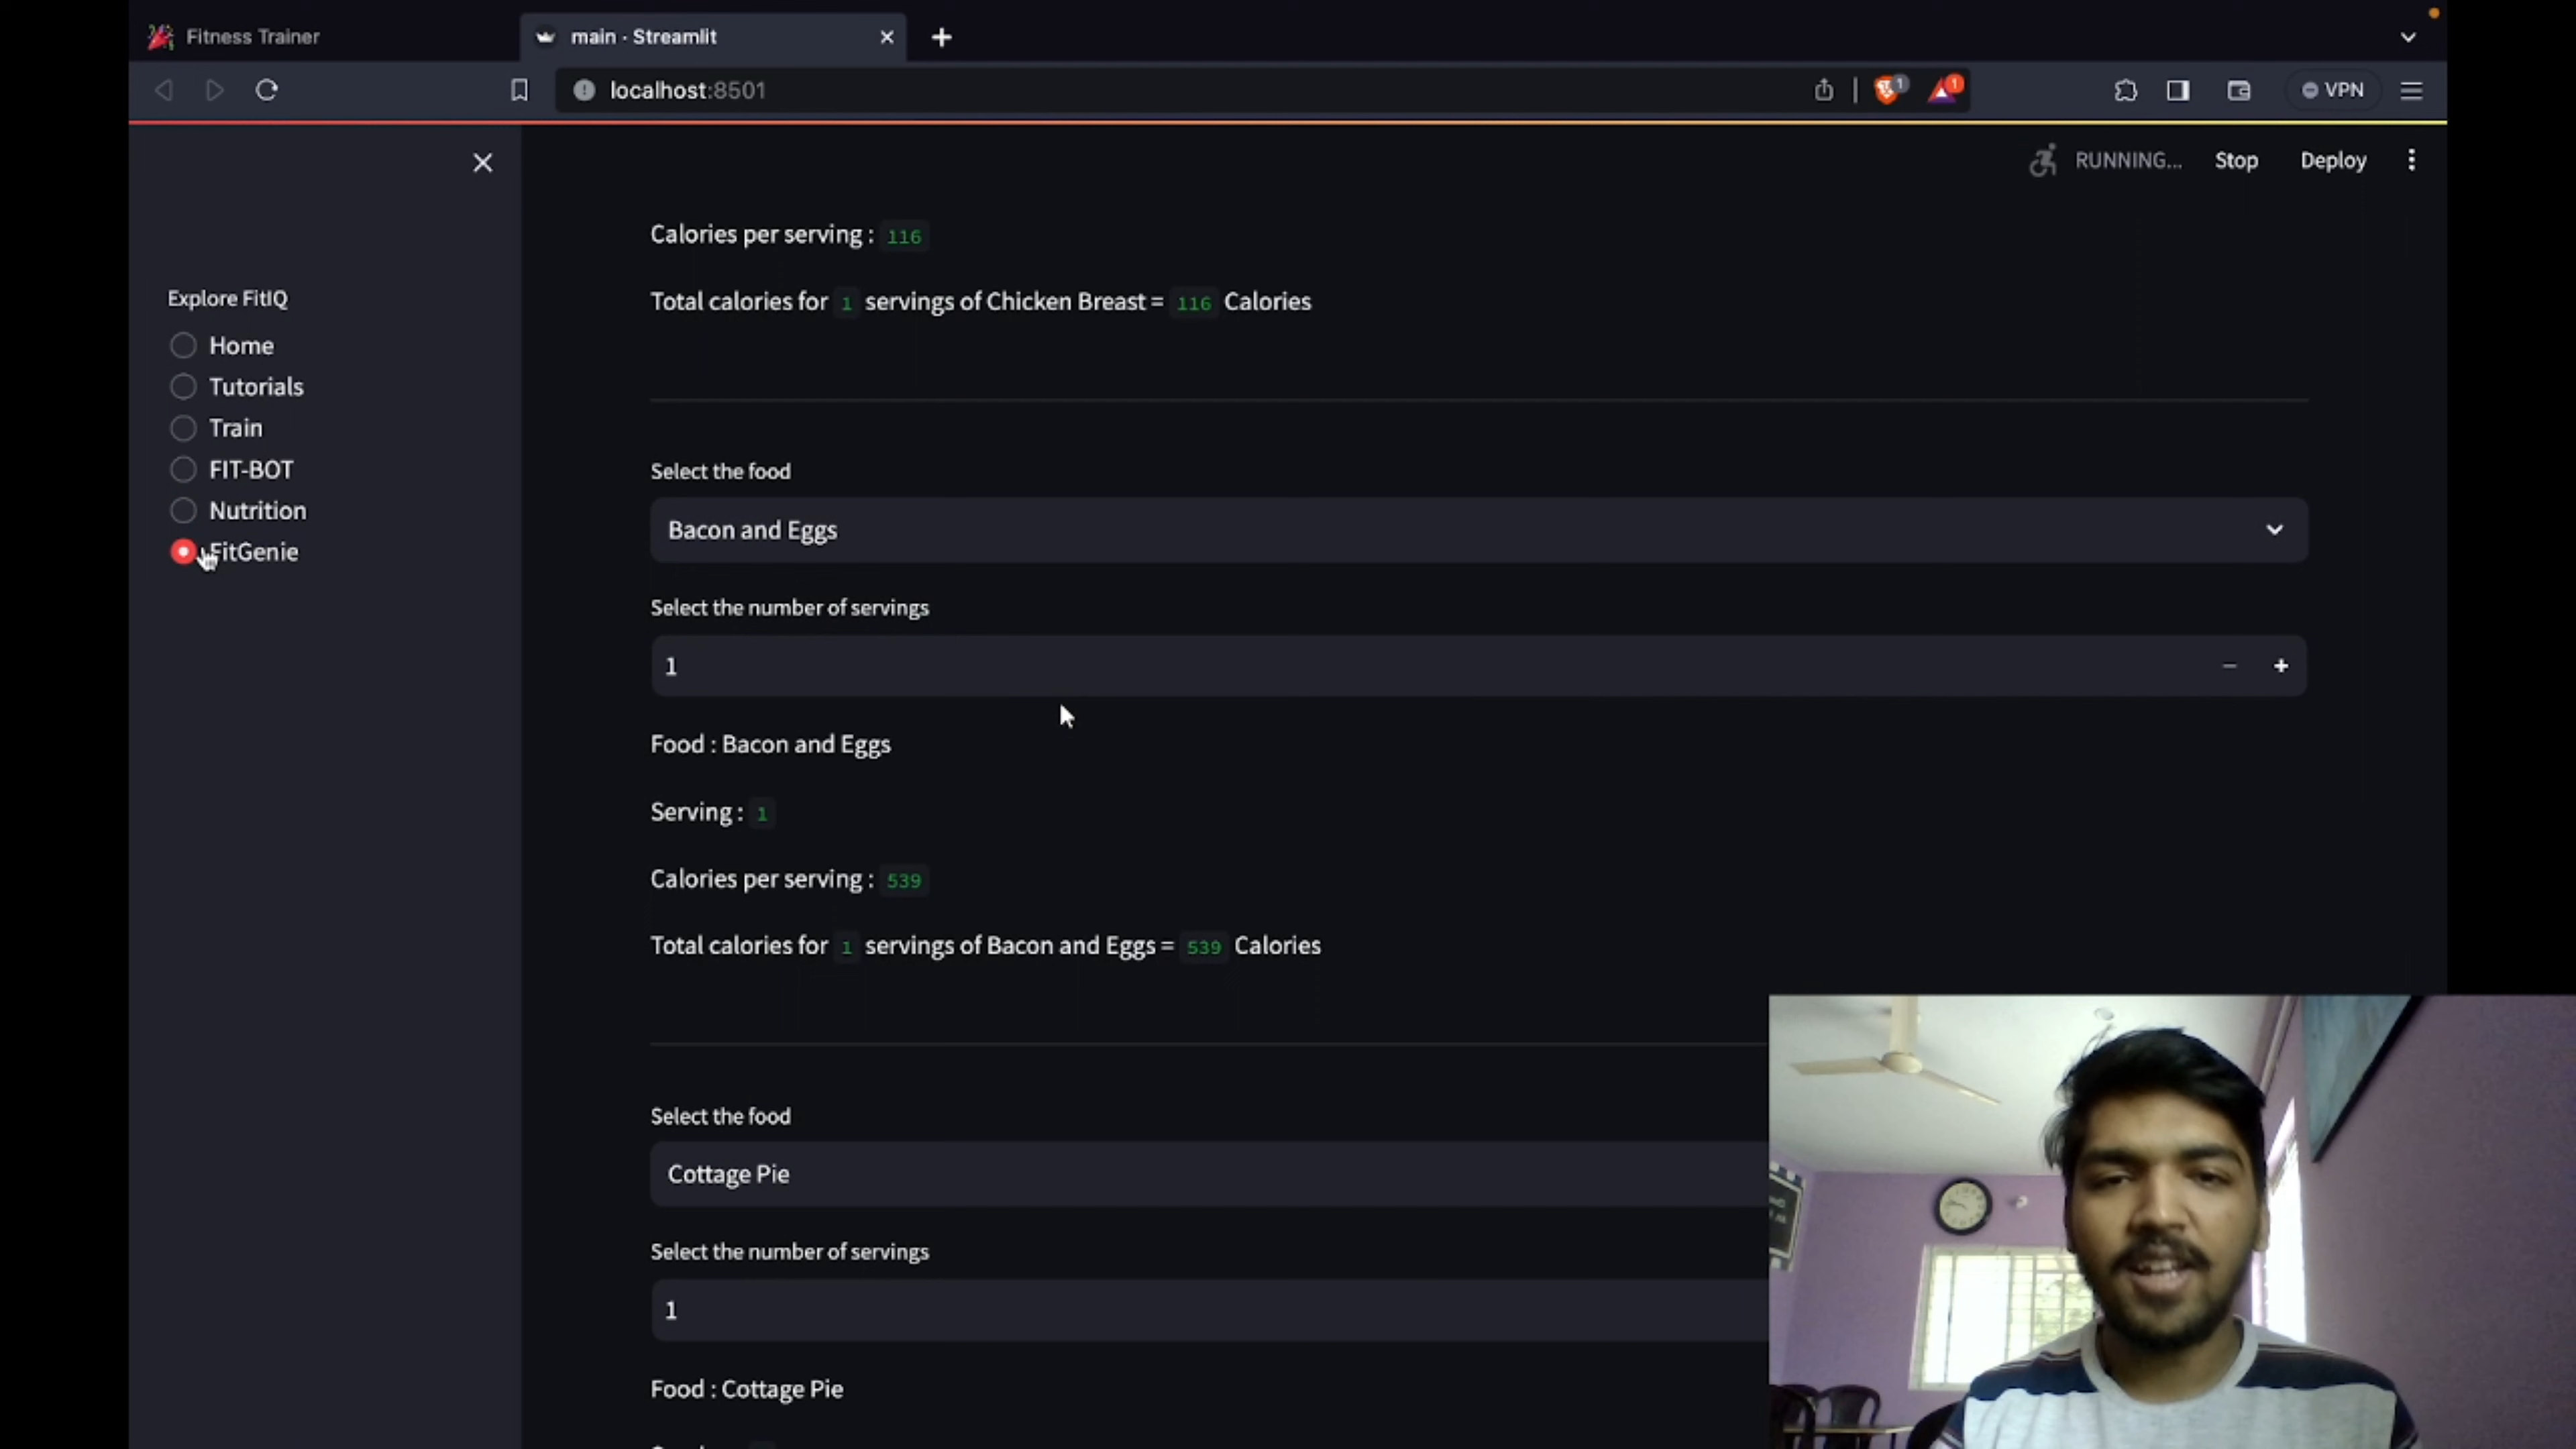 Fitness Trainer
main · Streamlit
localhost:8501
1
1
VPN
RUNNING...
Stop
Deploy
Explore FitIQ
Home
Tutorials
Train
FIT-BOT
Nutrition
FitGenie
Calories per serving : 116
Total calories for 1 servings of Chicken Breast = 116 Calories
Select the food
Bacon and Eggs
Select the number of servings
1
Food : Bacon and Eggs
Serving : 1
Calories per serving : 539
Total calories for 1 servings of Bacon and Eggs = 539 Calories
Select the food
Cottage Pie
Select the number of servings
1
Food : Cottage Pie